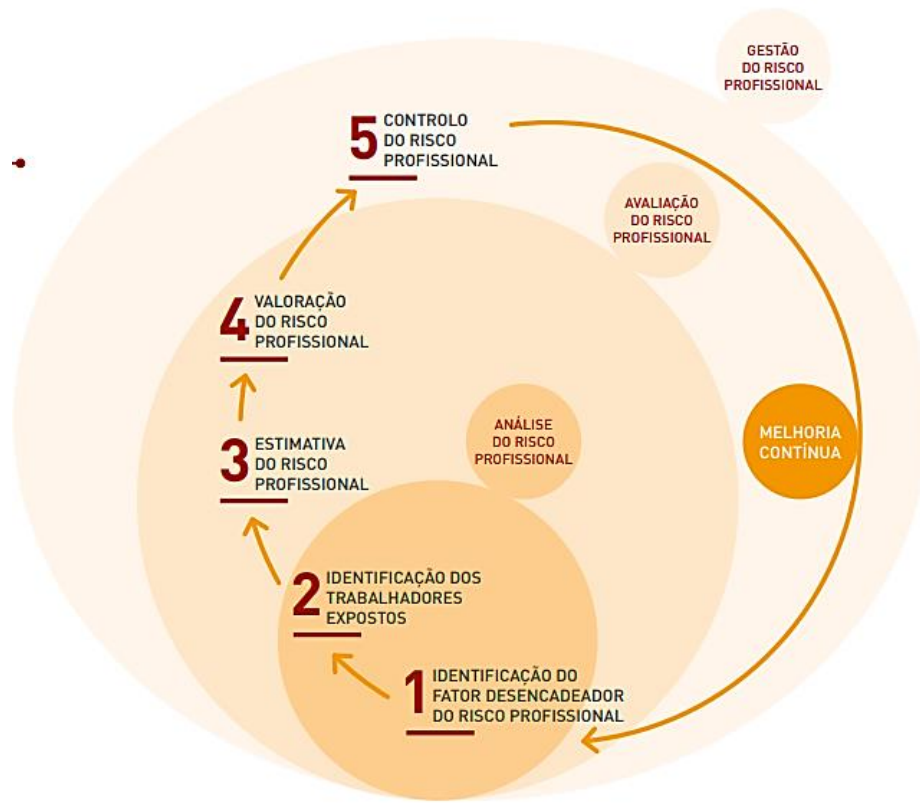 GESTÃO
DO RISCO
PROFISSIONAL
5 CONTROLO
DO RISCO
PROFISSIONAL
AVALIAÇÃO
DO RISCO
PROFISSIONAL
4 VALORAÇÃO
DO RISCO
PROFISSIONAL
ANÁLISE
DO RISCO
PROFISSIONAL
MELHORIA
CONTÍNUA
3 ESTIMATIVA
DO RISCO
PROFISSIONAL
2 IDENTIFICAÇÃO DOS
TRABALHADORES
EXPOSTOS
1 IDENTIFICAÇÃO DO
FATOR DESENCADEADOR
DO RISCO PROFISSIONAL